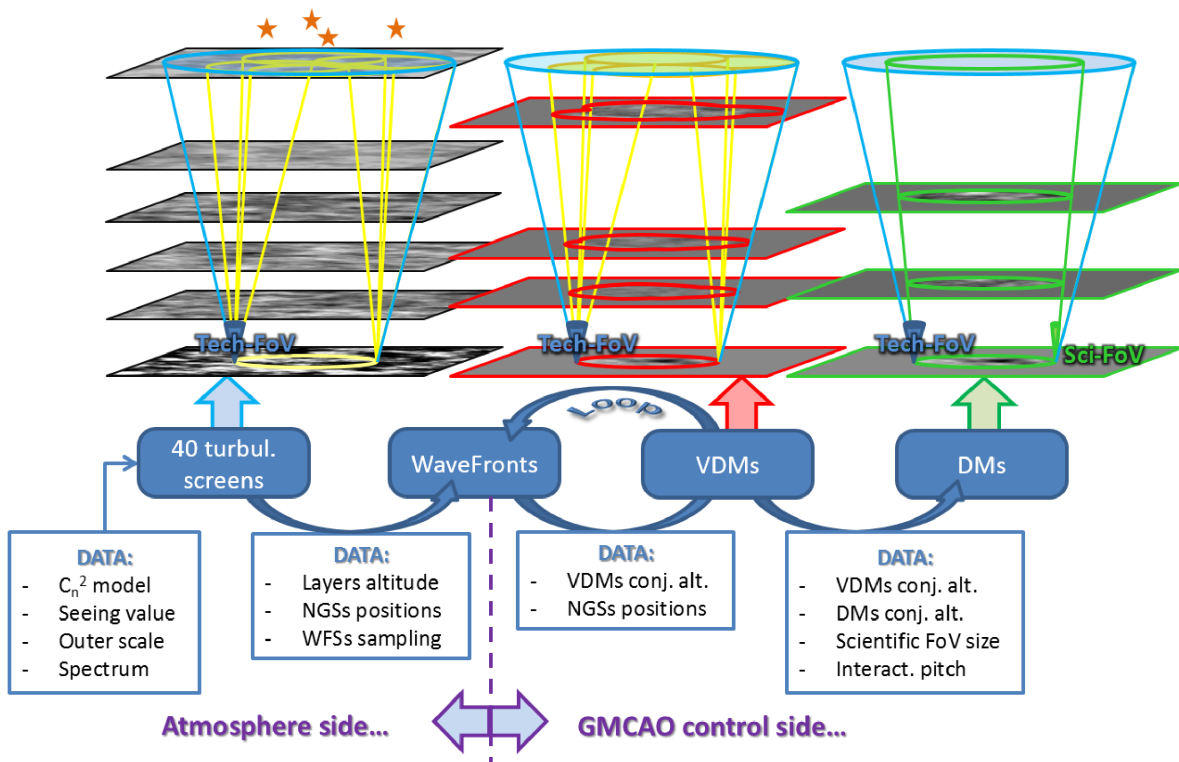 Tech-FoV
Tech-FoV
Tech-FoV
Sci-FoV
Loop
40 turbul.
screens
WaveFronts
VDMs
DMs
DATA:
- Cₙ² model
- Seeing value
- Outer scale
- Spectrum
DATA:
- Layers altitude
- NGSs positions
- WFSs sampling
DATA:
- VDMs conj. alt.
- NGSs positions
DATA:
- VDMs conj. alt.
- DMs conj. alt.
- Scientific FoV size
- Interact. pitch
Atmosphere side...
GMCAO control side...